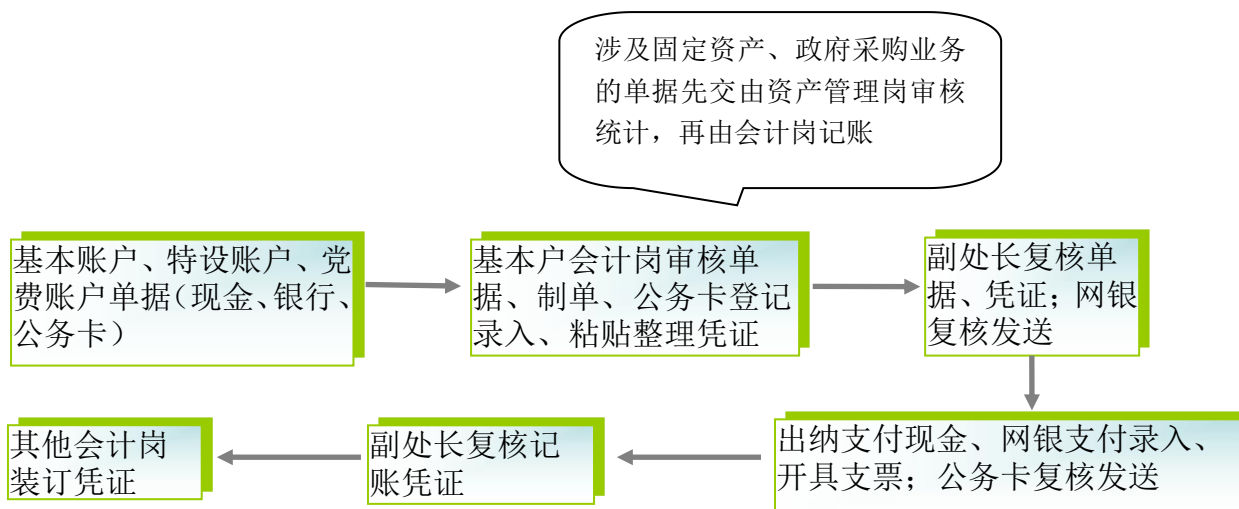 涉及固定资产、政府采购业务
的单据先交由资产管理岗审核
统计，再由会计岗记账
基本账户、特设账户、党
费账户单据（现金、银行、
公务卡）
基本户会计岗审核单
据、制单、公务卡登记
录入、粘贴整理凭证
副处长复核单
据、凭证；网银
复核发送
出纳支付现金、网银支付录入、
开具支票；公务卡复核发送
副处长复核记
账凭证
其他会计岗
装订凭证